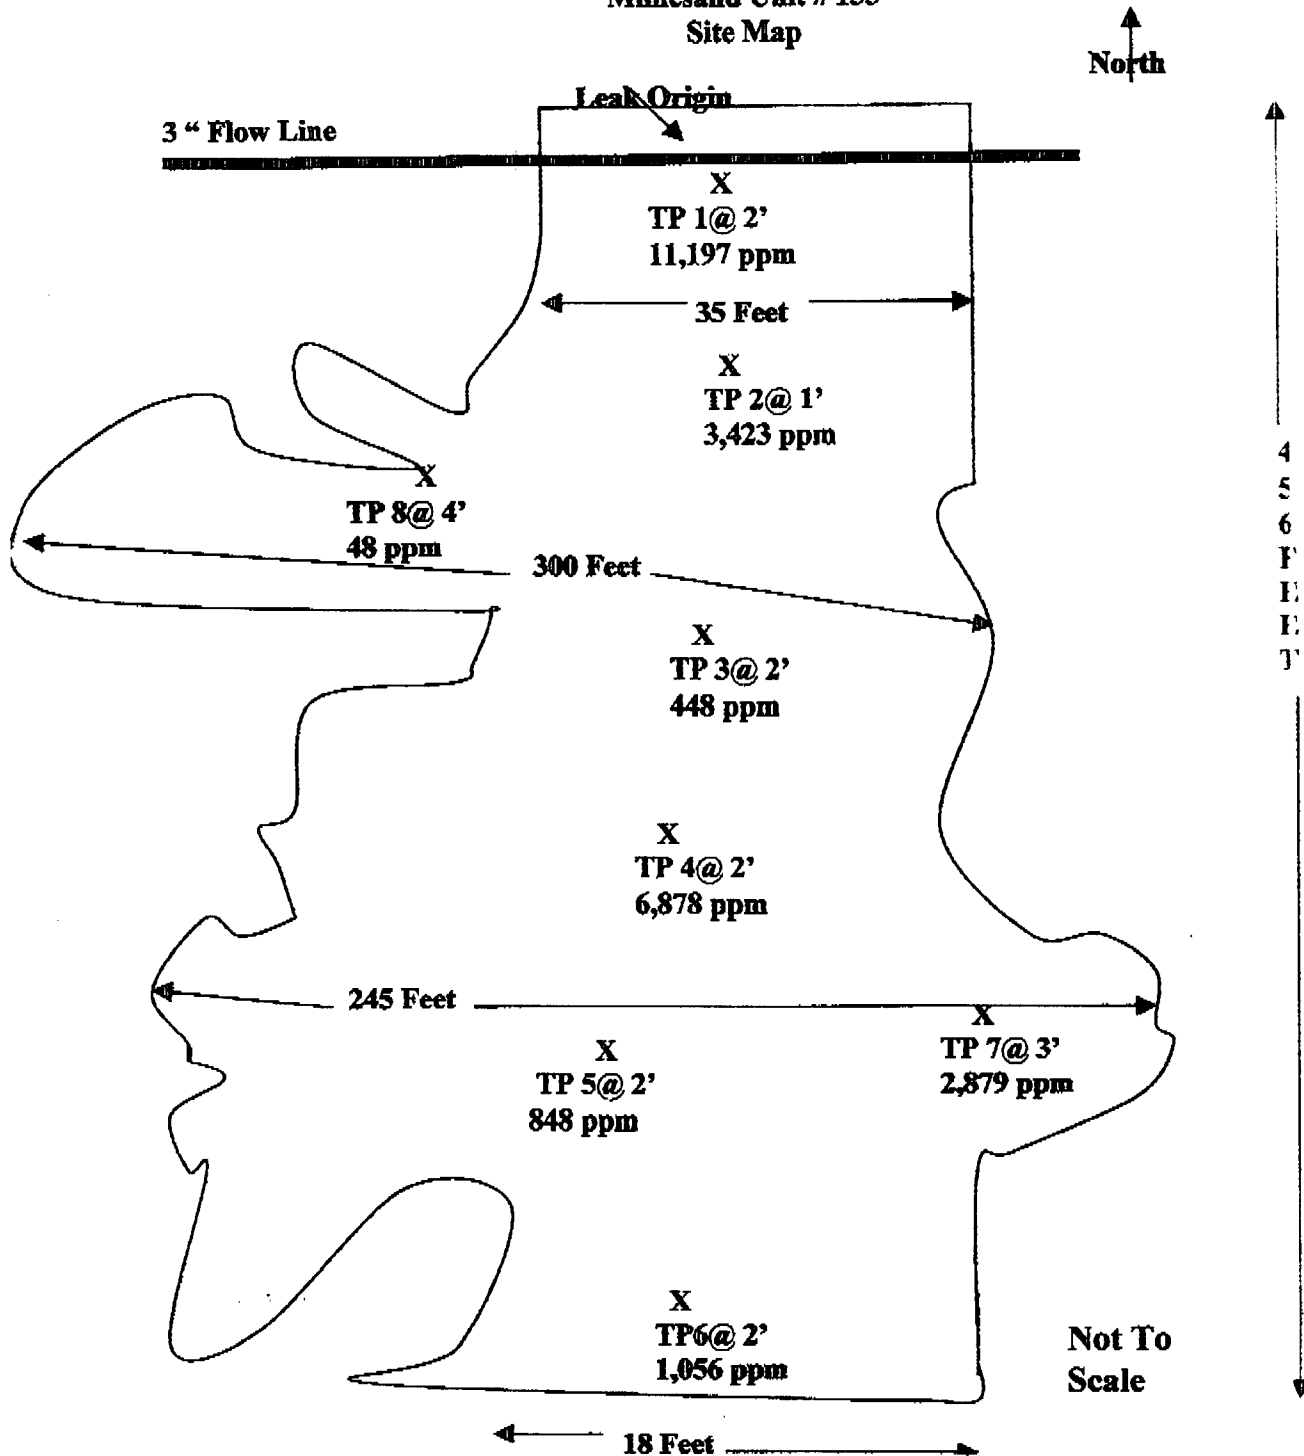 Site Map
North
Leak Origin
3 “ Flow Line
X
TP 1@ 2’
11,197 ppm
35 Feet
X
TP 2@ 1’
3,423 ppm
4
5
6
F
E
E
T
X
TP 8@ 4’
48 ppm
300 Feet
X
TP 3@ 2’
448 ppm
X
TP 4@ 2’
6,878 ppm
245 Feet
X
TP 7@ 3’
2,879 ppm
X
TP 5@ 2’
848 ppm
X
TP6@ 2’
1,056 ppm
Not To
Scale
18 Feet